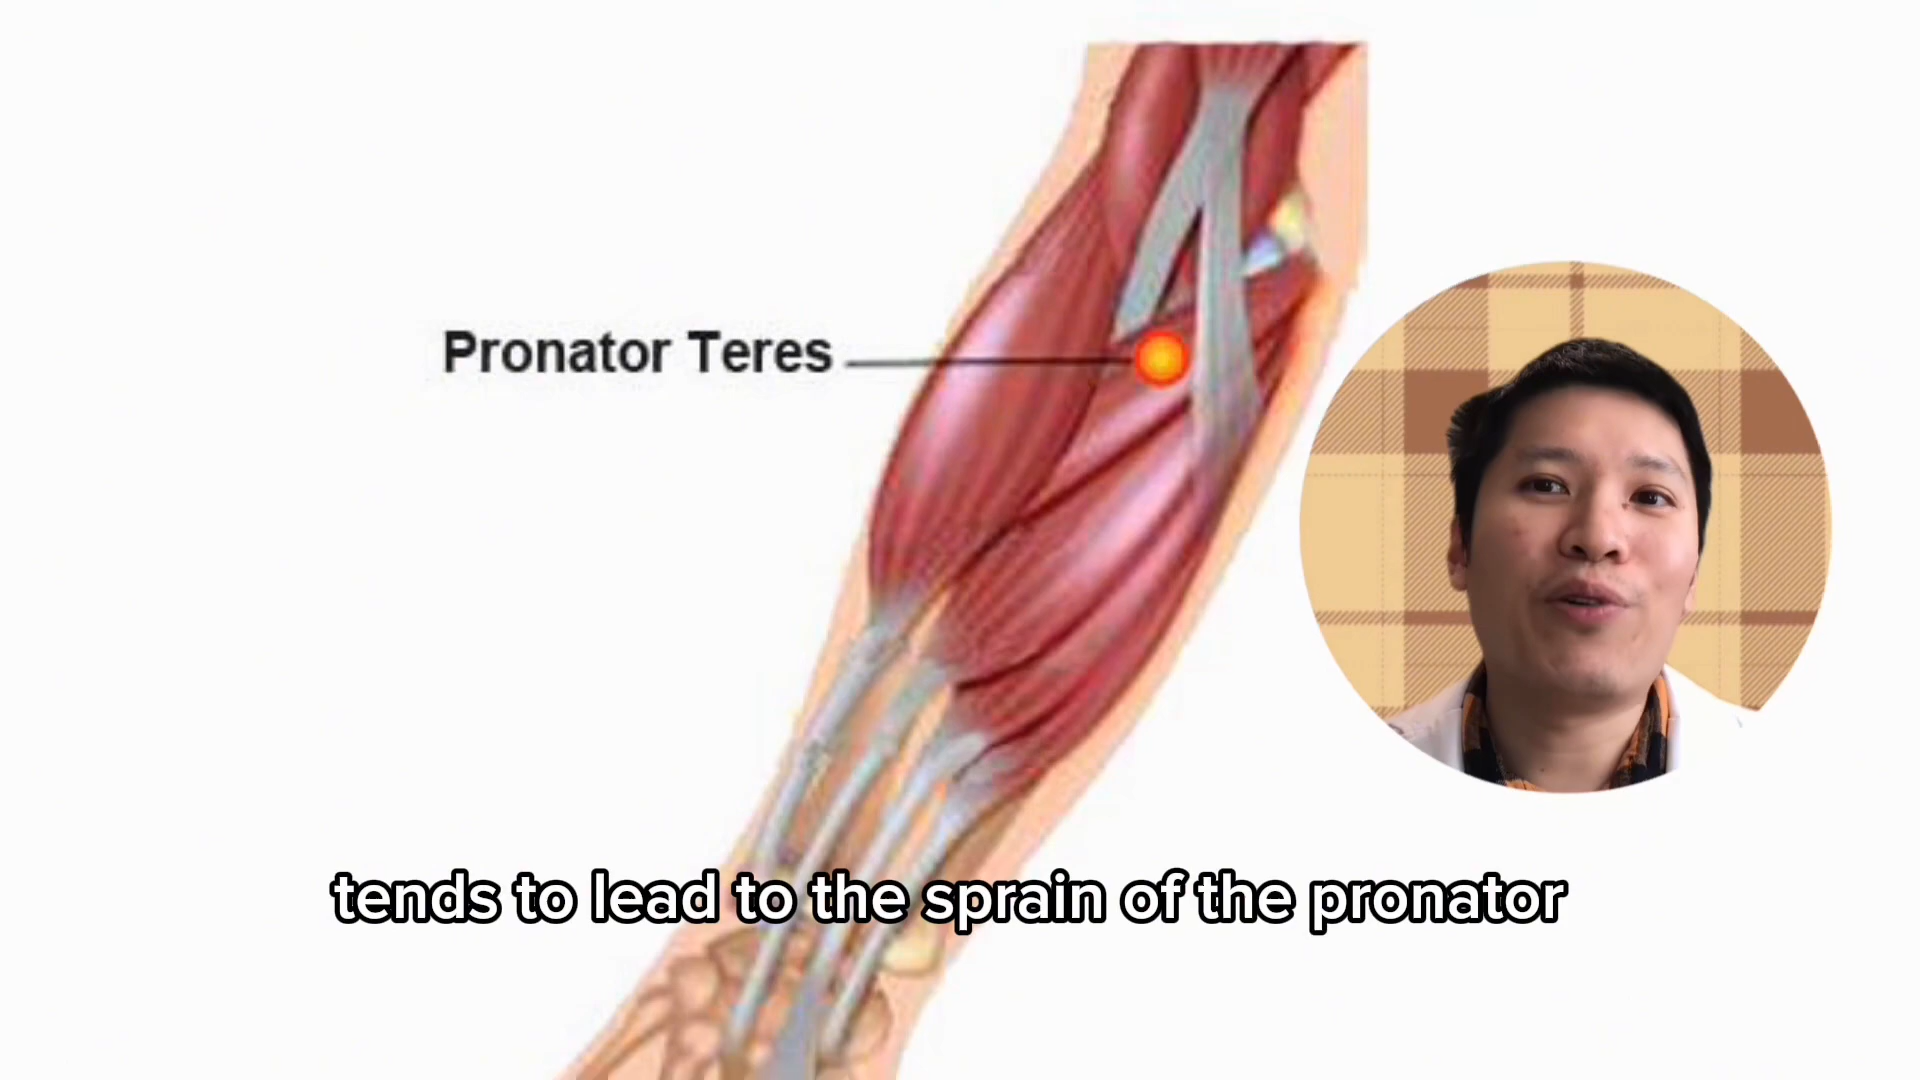 Pronator Teres
tends to lead to the sprain of the pronator